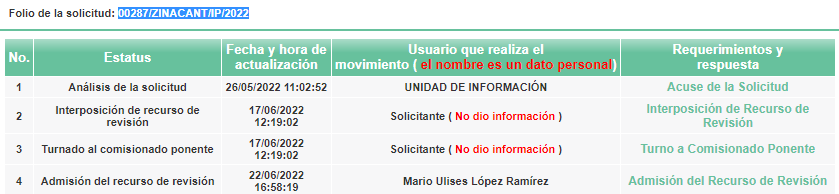 Folio de la solicitud: 00287/ZINACANT/IP/2022
No. Estatus Fecha y hora de actualización Usuario que realiza el movimiento ( el nombre es un dato personal) Requerimientos y respuesta
1 Análisis de la solicitud 26/05/2022 11:02:52 UNIDAD DE INFORMACIÓN Acuse de la Solicitud
2 Interposición de recurso de revisión 17/06/2022 12:19:02 Solicitante ( No dio información ) Interposición de Recurso de Revisión
3 Turnado al comisionado ponente 17/06/2022 12:19:02 Solicitante ( No dio información ) Turno a Comisionado Ponente
4 Admisión del recurso de revisión 22/06/2022 16:58:19 Mario Ulises López Ramírez Admisión del Recurso de Revisión